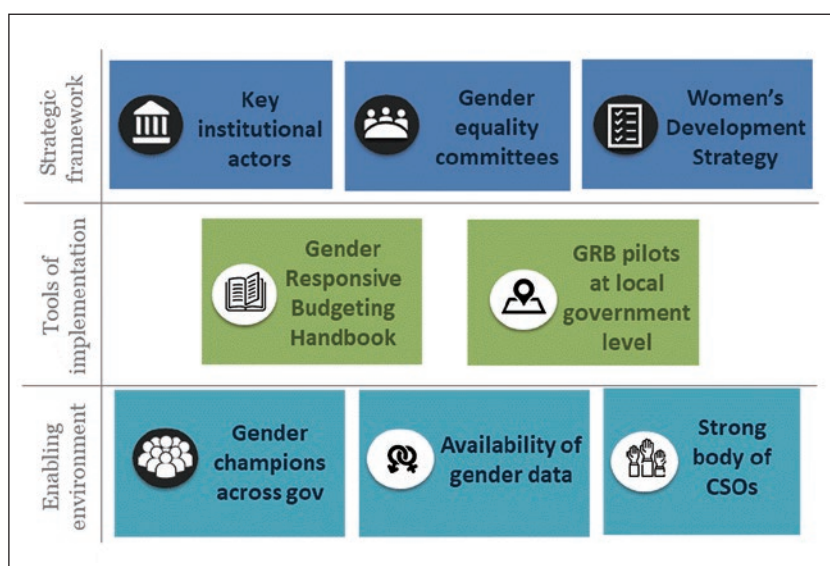 Strategic
framework
Key
institutional
actors
Gender
equality
committees
Women's
Development
Strategy
Tools of
implementation
Gender
Responsive
Budgeting
Handbook
GRB pilots
at local
government
level
Enabling
environment
Gender
champions
across gov
Availability of
gender data
Strong
body of
CSOs